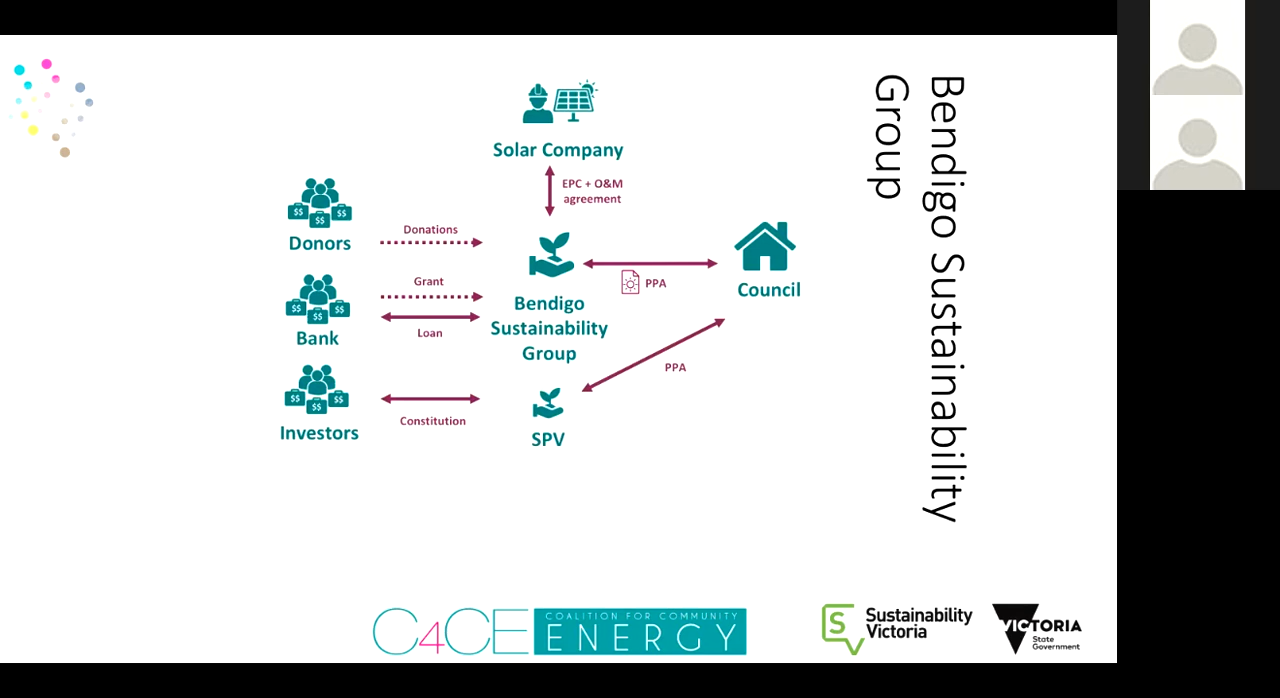 Bendigo Sustainability
Group
Solar Company
EPC + O&M
agreement
$$
$$
$$
Donors
Donations
Bendigo
Sustainability
Group
PPA
Council
$$
$$
$$
Bank
Grant
Loan
$$
$$
$$
Investors
Constitution
SPV
PPA
C4CE
COALITION FOR COMMUNITY
ENERGY
S
Sustainability
Victoria
VICTORIA
State
Government